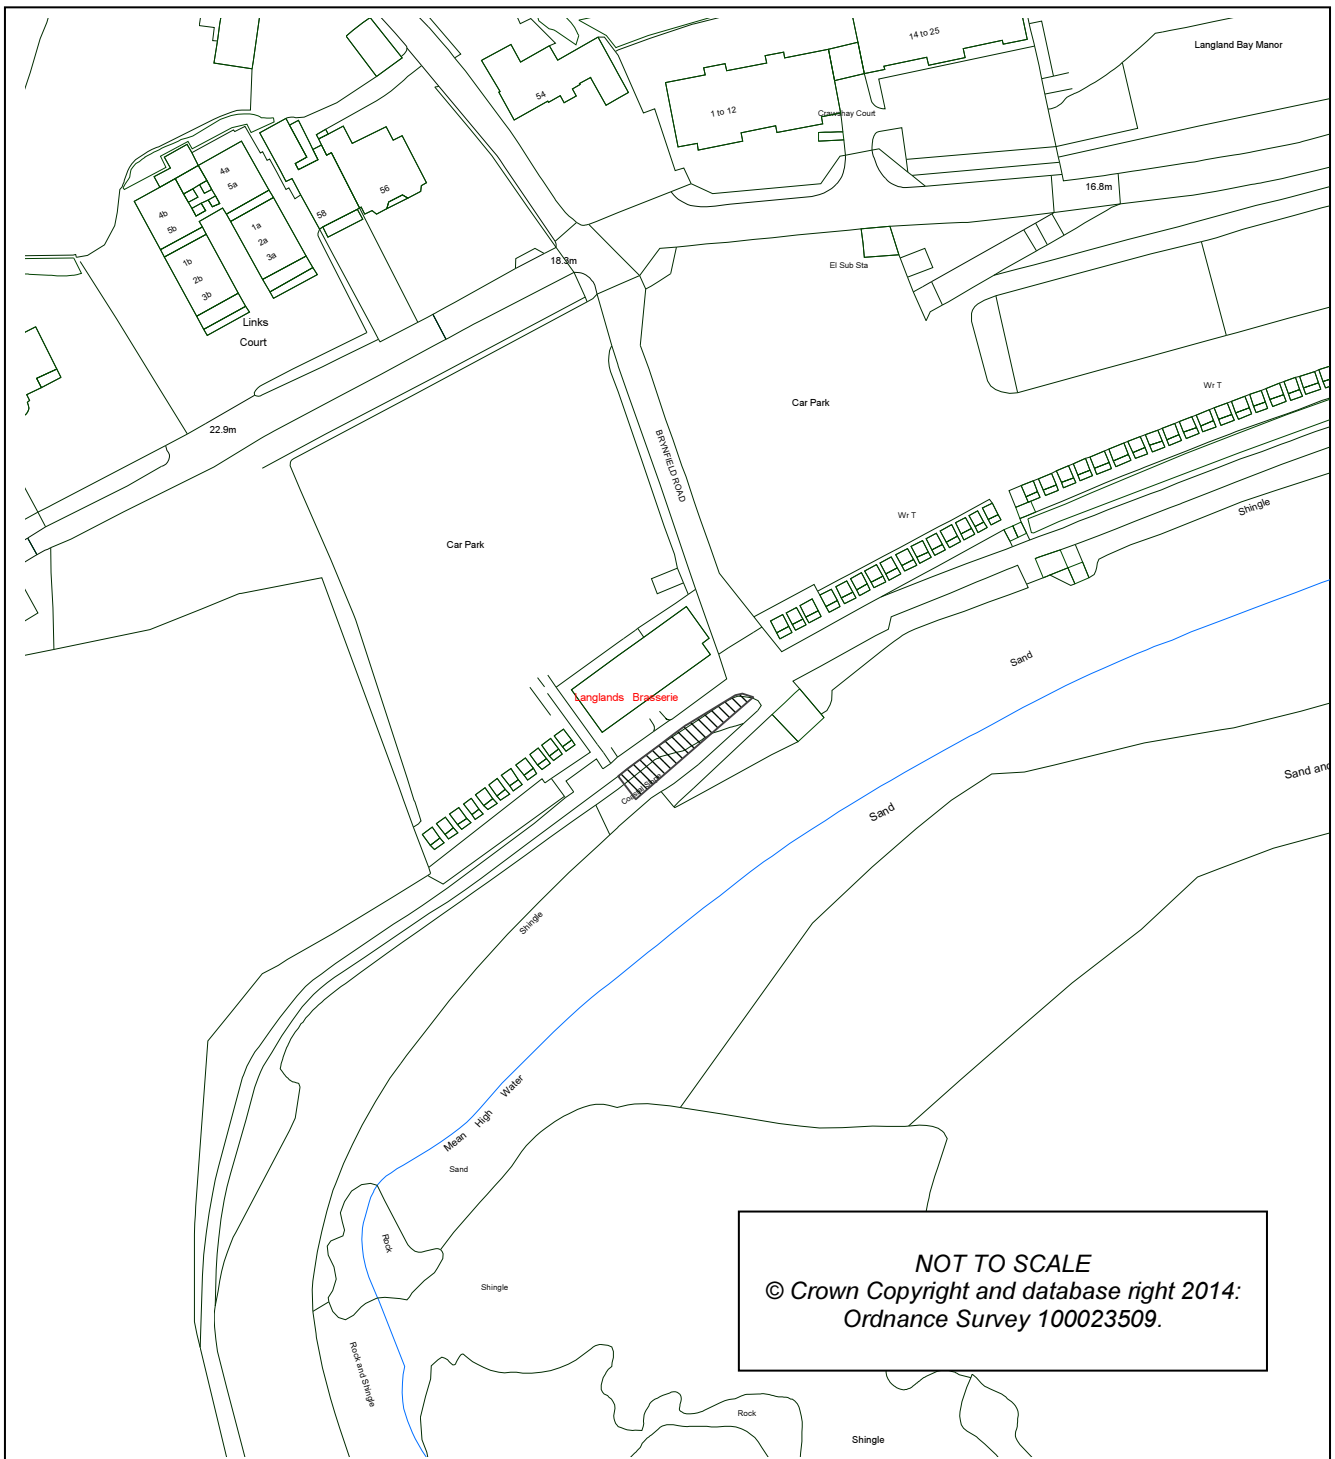 14 to 25
Langland Bay Manor
54
1 to 12
Crawshay Court
4a
5a
56
16.8m
4b
5b
58
1a
2a
3a
1b
2b
3b
18.3m
El Sub Sta
Links
Court
22.9m
Car Park
Wr T
BRYNFIELD ROAD
Wr T
Shingle
Car Park
Sand
Langlands Brasserie
Sand and
Coastal Slope
Sand
Shingle
Mean High Water
Sand
Rock
Shingle
Rock and Shingle
Rock
Shingle
NOT TO SCALE
© Crown Copyright and database right 2014:
Ordnance Survey 100023509.